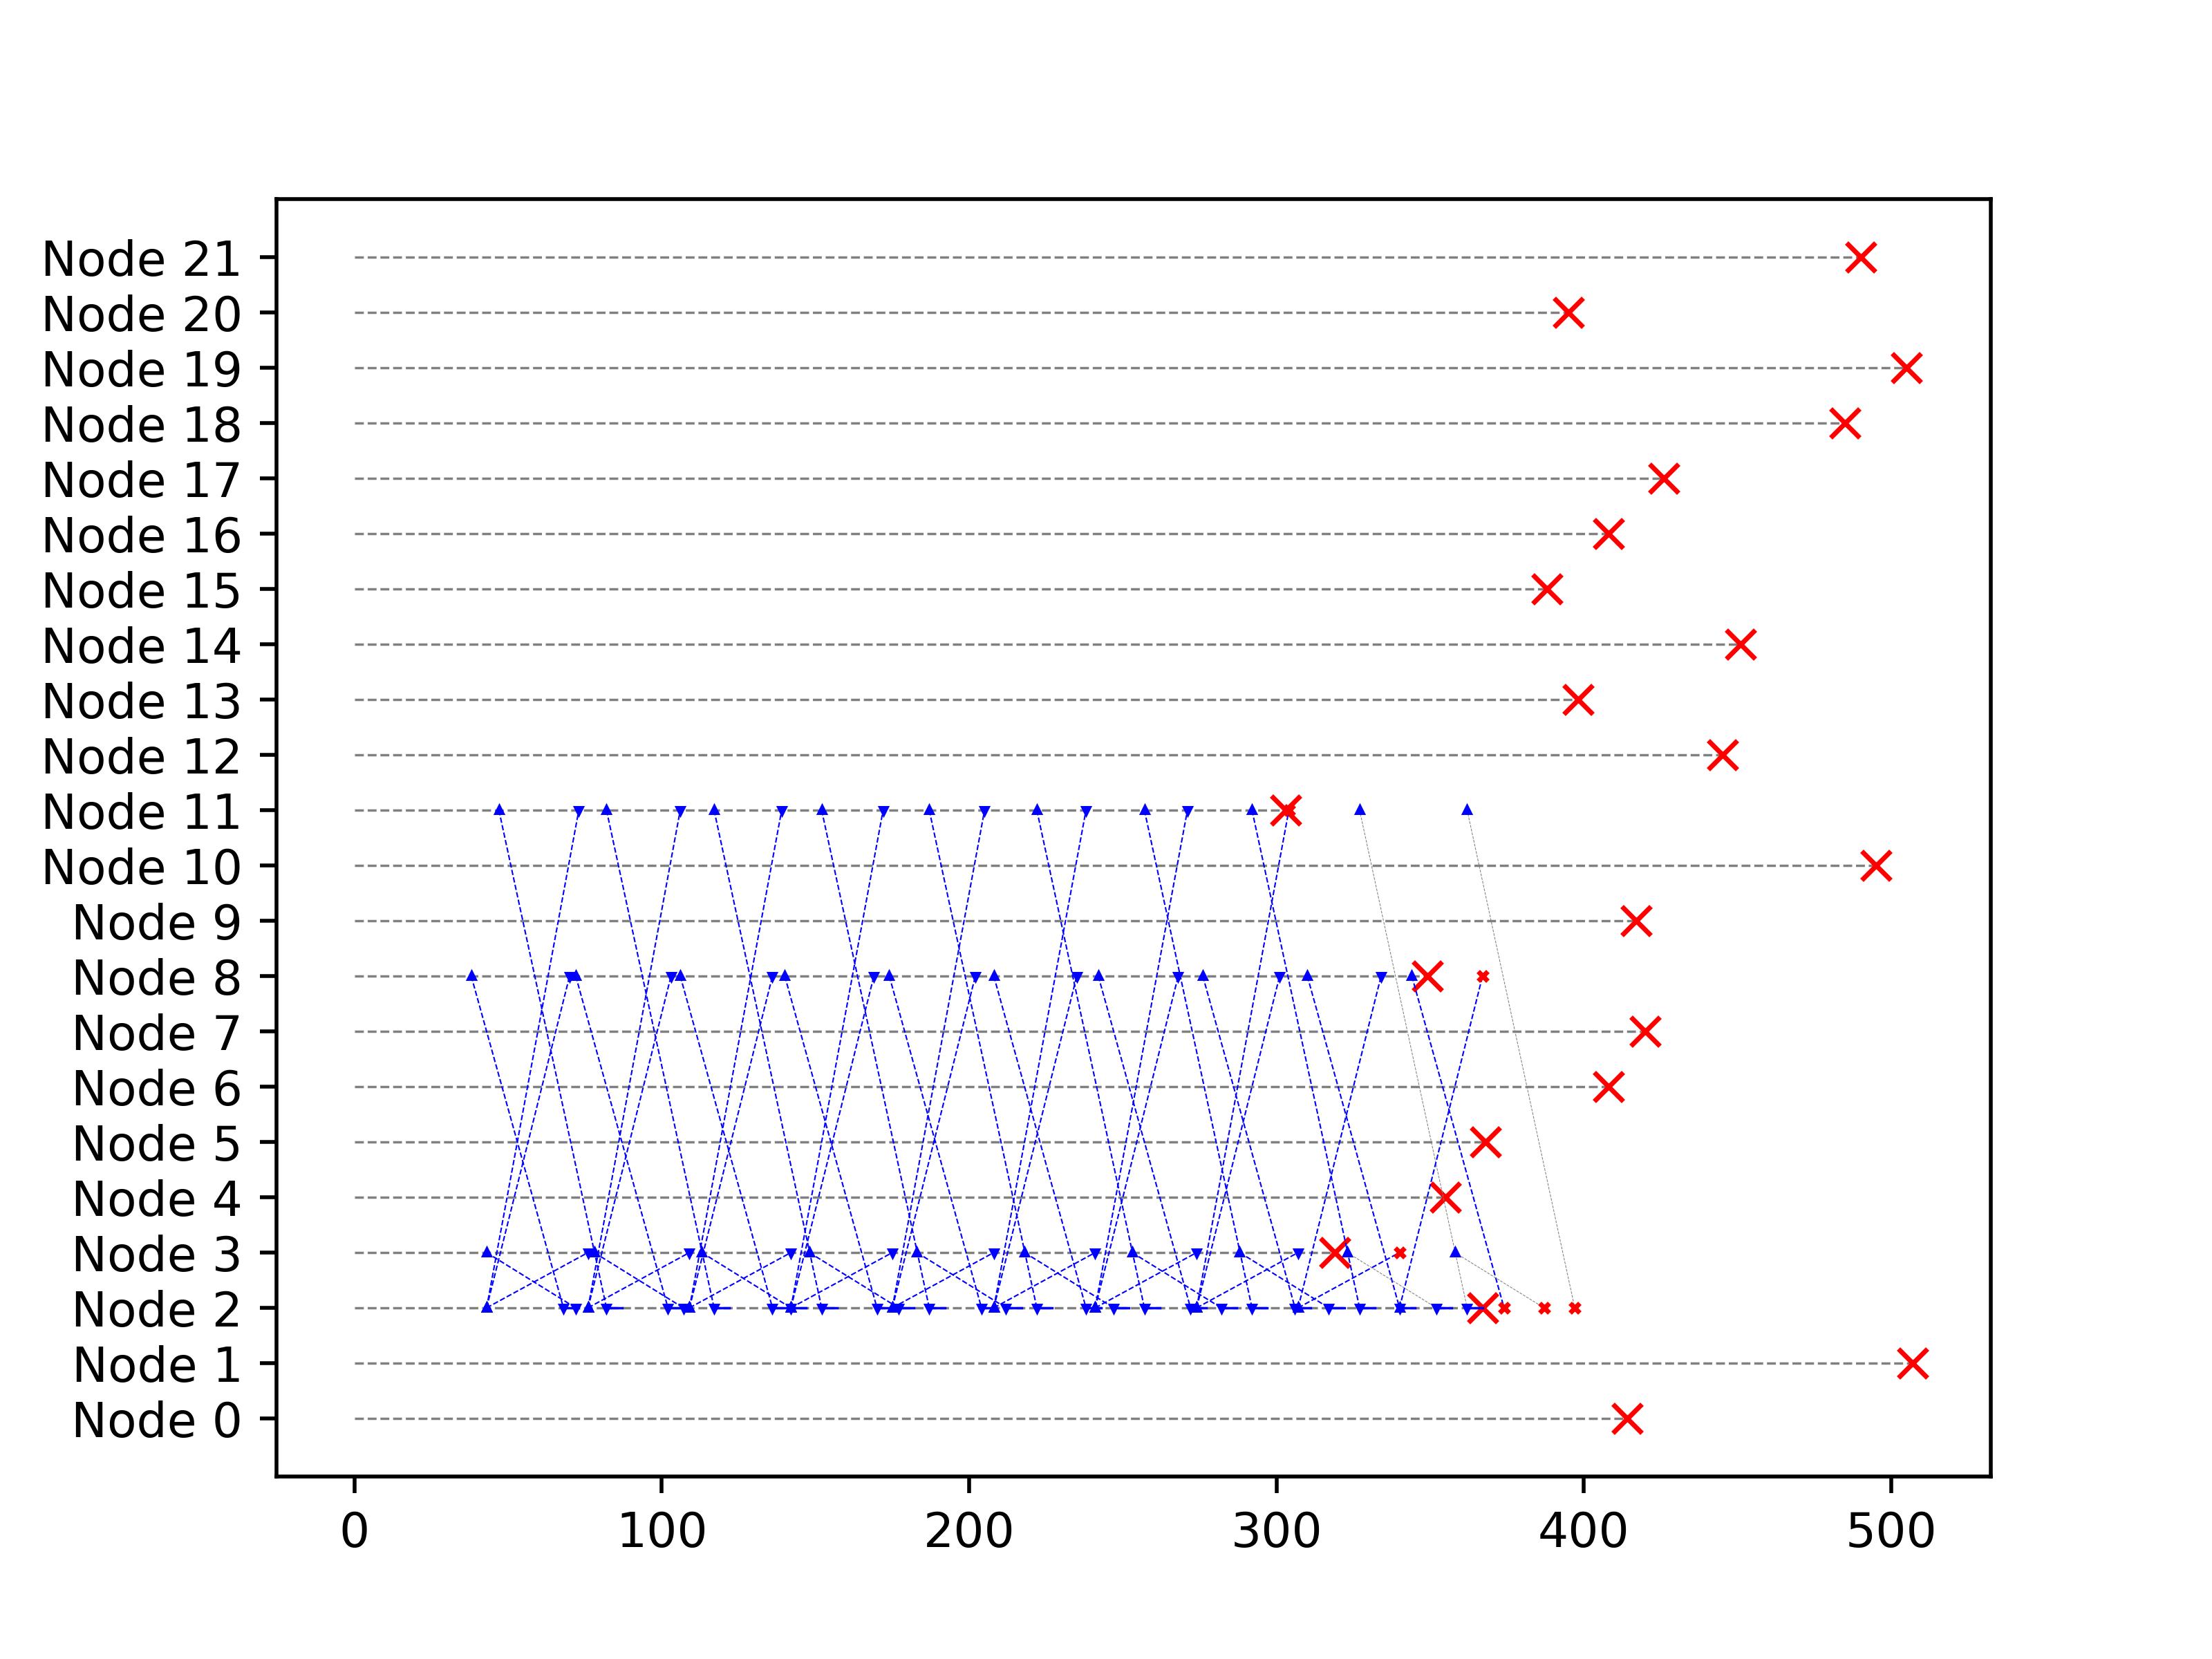 Node 21
Node 20
Node 19
Node 18
Node 17
Node 16
Node 15
Node 14
Node 13
Node 12
Node 11
Node 10
Node 9
Node 8
Node 7
Node 6
Node 5
Node 4
Node 3
Node 2
Node 1
Node 0
0 100 200 300 400 500